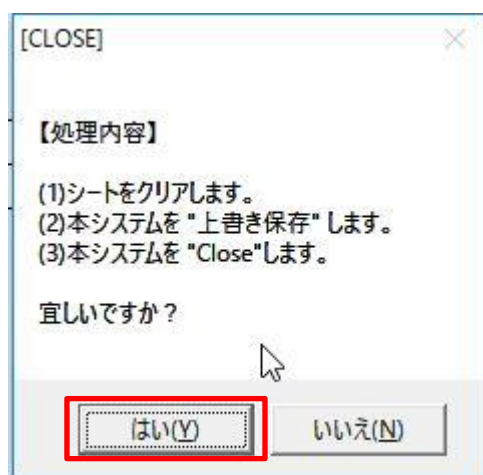 [CLOSE]
【処理内容】
(1)シートをクリアします。
(2)本システムを "上書き保存" します。
(3)本システムを "Close"します。
宜しいですか？
はい(Y) いいえ(N)